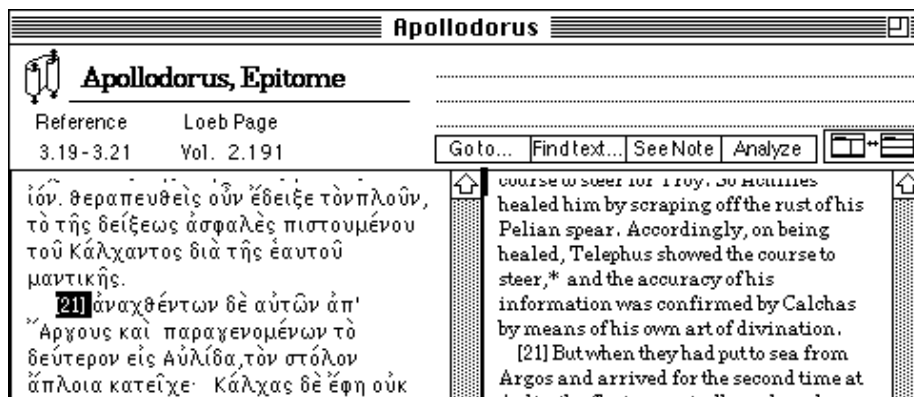 Apollodorus
Apollodorus, Epitome
Reference Loeb Page
3.19-3.21 Vol. 2.191
Go to... Find text... See Note Analyze
ἰόν. θεραπευθεὶς οὖν ἔδειξε τὸν πλοῦν,
τὸ τῆς δείξεως ἀσφαλὲς πιστουμένου
τοῦ Κάλχαντος διὰ τῆς ἑαυτοῦ
μαντικῆς.
[21] ἀναχθέντων δὲ αὐτῶν ἀπ'
Ἄργους καὶ παραγενομένων τὸ
δεύτερον εἰς Αὐλίδα, τὸν στόλον
ἄπλοια κατεῖχε· Κάλχας δὲ ἔφη οὐκ
course to steer for Troy. So Achilles
healed him by scraping off the rust of his
Pelian spear. Accordingly, on being
healed, Telephus showed the course to
steer,* and the accuracy of his
information was confirmed by Calchas
by means of his own art of divination.
[21] But when they had put to sea from
Argos and arrived for the second time at